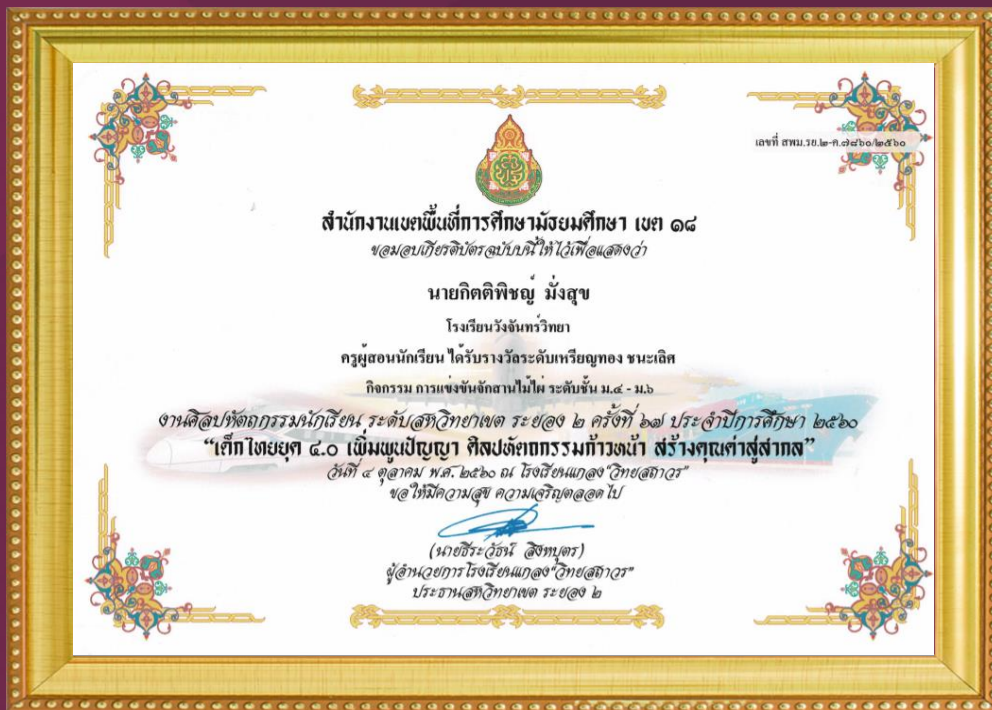 เลขที่ สพม.รย.๒-ค.๗๘๖๐/๒๕๖๐
สำนักงานเขตพื้นที่การศึกษามัธยมศึกษา เขต ๑๘
ขอมอบเกียรติบัตรฉบับนี้ให้ไว้เพื่อแสดงว่า
นายกิตติพิชญ์ มั่งสุข
โรงเรียนวังจันทร์วิทยา
ครูผู้สอนนักเรียน ได้รับรางวัลระดับเหรียญทอง ชนะเลิศ
กิจกรรม การแข่งขันจักสานไม้ไผ่ ระดับชั้น ม.๔ - ม.๖
งานศิลปหัตถกรรมนักเรียน ระดับสหวิทยาเขต ระยอง ๒ ครั้งที่ ๖๗ ประจำปีการศึกษา ๒๕๖๐
"เด็กไทยยุค ๔.๐ เพิ่มพูนปัญญา ศิลปหัตถกรรมก้าวหน้า สร้างคุณค่าสู่สากล"
วันที่ ๔ ตุลาคม พ.ศ. ๒๕๖๐ ณ โรงเรียนแกลง"วิทยสถาวร"
ขอให้มีความสุข ความเจริญตลอดไป
(นายธีระวัธน์ สิงหบุตร)
ผู้อำนวยการโรงเรียนแกลง"วิทยสถาวร"
ประธานสหวิทยาเขต ระยอง ๒